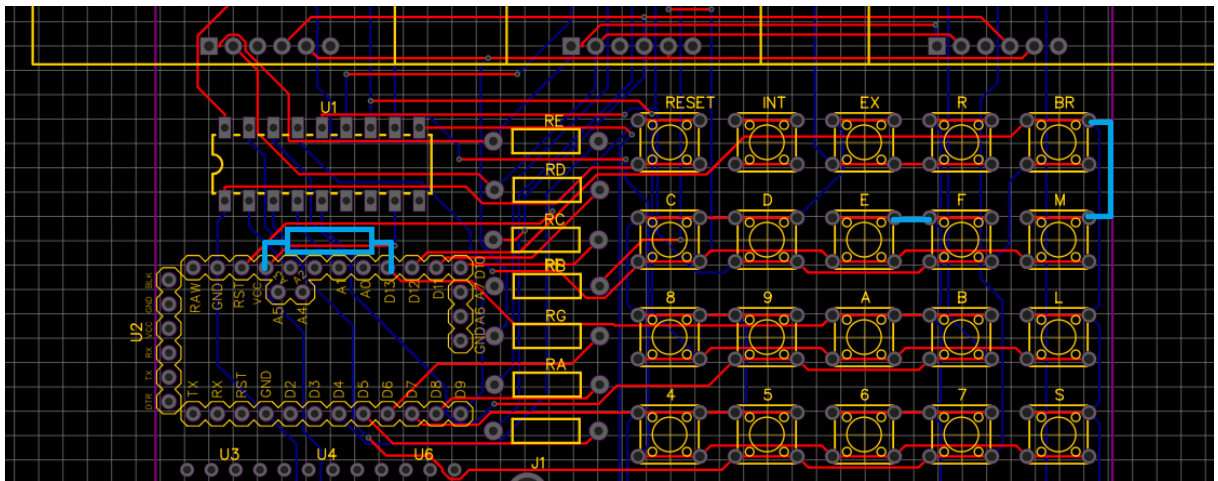 U1
RESET INT EX R BR
RE
RD
C D E F M
RC
RB
RAW GND RST VCC A3 A2 A1 A0 D13 D12 D11 D10
BLK GND VCC RX TX DTR
A5 A4
A7 A6 GND
U2
8 9 A B L
RG
RA
TX RX RST GND D2 D3 D4 D5 D6 D7 D8 D9
4 5 6 7 S
U3 U4 U6
J1